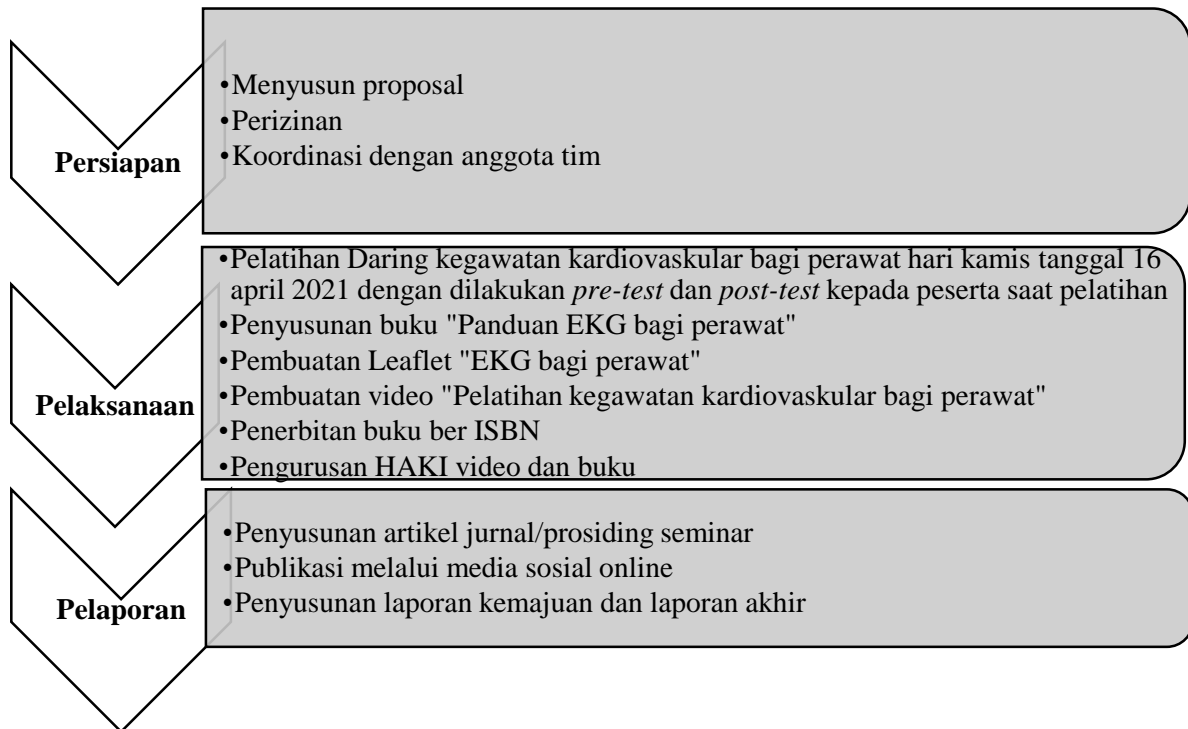 Persiapan
•Menyusun proposal
•Perizinan
•Koordinasi dengan anggota tim
Pelaksanaan
•Pelatihan Daring kegawatan kardiovaskular bagi perawat hari kamis tanggal 16
april 2021 dengan dilakukan pre-test dan post-test kepada peserta saat pelatihan
•Penyusunan buku "Panduan EKG bagi perawat"
•Pembuatan Leaflet "EKG bagi perawat"
•Pembuatan video "Pelatihan kegawatan kardiovaskular bagi perawat"
•Penerbitan buku ber ISBN
•Pengurusan HAKI video dan buku
Pelaporan
•Penyusunan artikel jurnal/prosiding seminar
•Publikasi melalui media sosial online
•Penyusunan laporan kemajuan dan laporan akhir